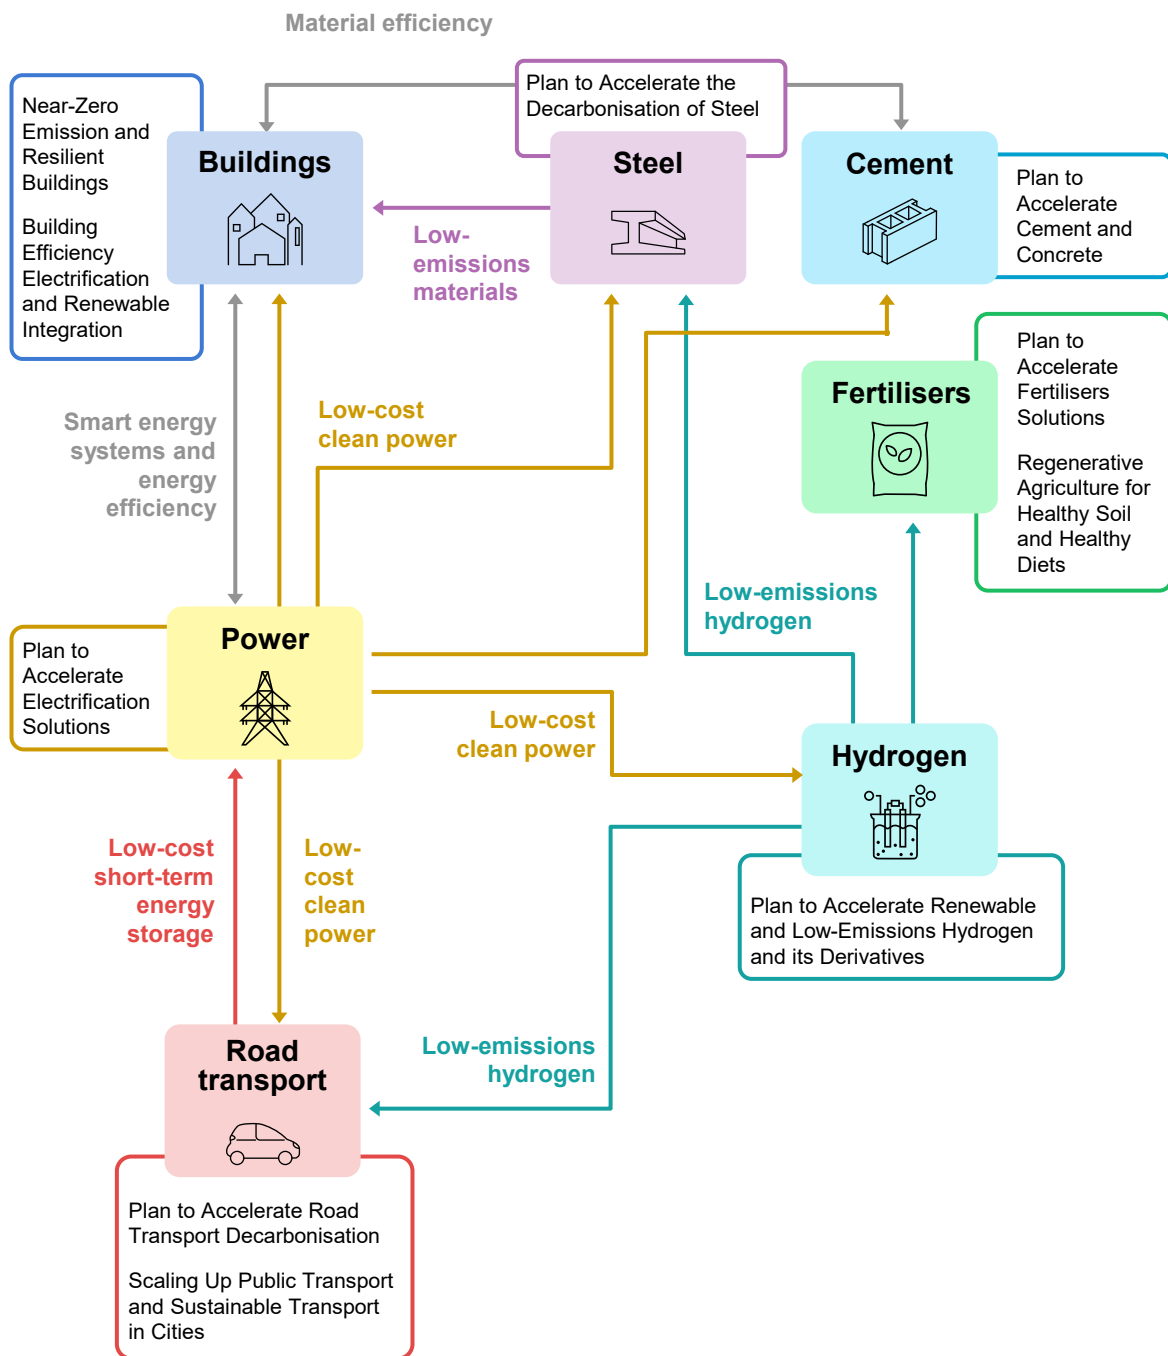 Material efficiency
Near-Zero
Emission and
Resilient
Buildings
Building
Efficiency
Electrification
and Renewable
Integration
Buildings
Plan to Accelerate the
Decarbonisation of Steel
Steel
Cement
Plan to
Accelerate
Cement and
Concrete
Low-
emissions
materials
Plan to
Accelerate
Fertilisers
Solutions
Regenerative
Agriculture for
Healthy Soil
and Healthy
Diets
Fertilisers
Smart energy
systems and
energy
efficiency
Low-cost
clean power
Low-emissions
hydrogen
Power
Plan to
Accelerate
Electrification
Solutions
Low-cost
clean power
Hydrogen
Plan to Accelerate Renewable
and Low-Emissions Hydrogen
and its Derivatives
Low-cost
short-term
energy
storage
Low-
cost
clean
power
Low-emissions
hydrogen
Road
transport
Plan to Accelerate Road
Transport Decarbonisation
Scaling Up Public Transport
and Sustainable Transport
in Cities